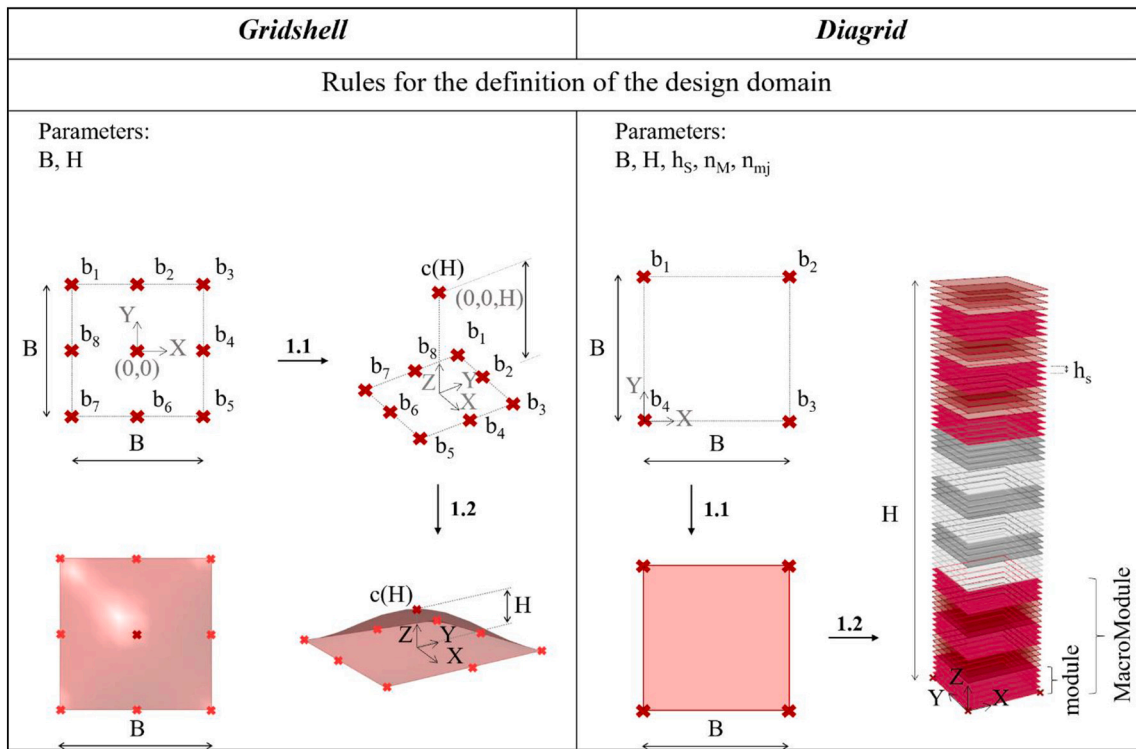 Gridshell
Diagrid
Rules for the definition of the design domain
Parameters:
B, H
b₁ b₂ b₃
Y
b₈ X b₄
B
(0,0)
b₇ b₆ b₅
B
1.1
c(H)
(0,0,H)
b₁
b₈
b₇ b₂
Z Y
b₆ b₃
X
b₄
b₅
1.2
B
c(H)
H
Z Y
X
Parameters:
B, H, hₛ, n_M, n_mj
b₁ b₂
B
Y
b₄ X b₃
B
1.1
B
1.2
hₛ
H
MacroModule
module
Z
Y X